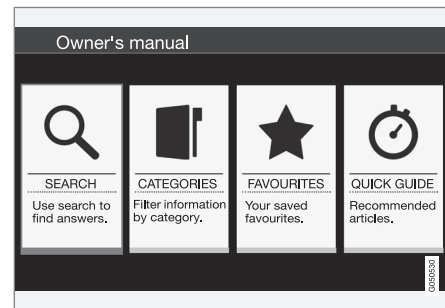 Owner's manual
SEARCH
Use search to
find answers.
CATEGORIES
Filter information
by category.
FAVOURITES
Your saved
favourites.
QUICK GUIDE
Recommended
articles.
G050530